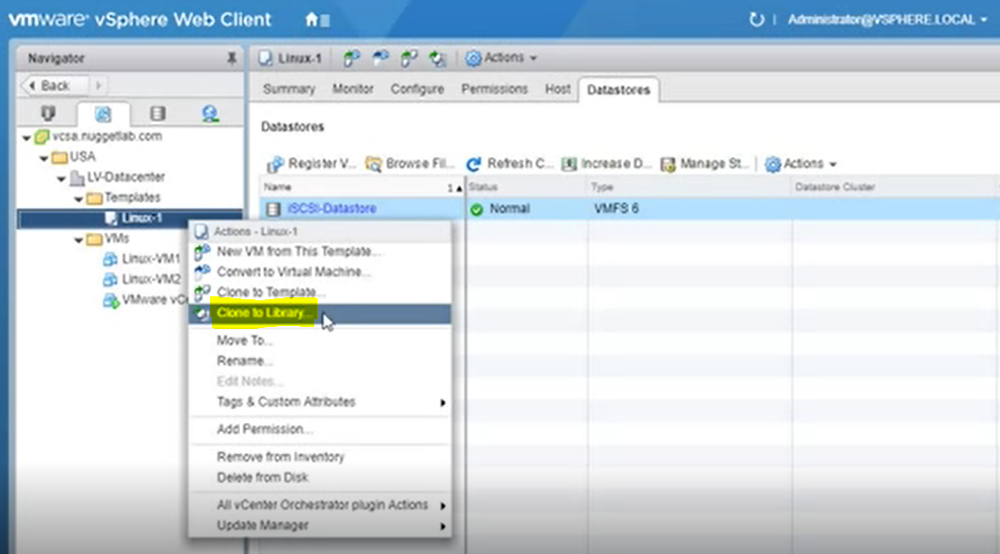 vmware® vSphere Web Client
Administrator@VSPHERE.LOCAL
Navigator
Back
vcsa.nuggetlab.com
USA
LV-Datacenter
Templates
Linux-1
VMs
Linux-VM1
Linux-VM2
VMware vC
Linux-1
Actions
Summary Monitor Configure Permissions Host Datastores
Datastores
Register V... Browse Fil... Refresh C... Increase D... Manage St... Actions
Name 1 Status Type Datastore Cluster
iSCSI-Datastore Normal VMFS 6
Actions - Linux-1
New VM from This Template...
Convert to Virtual Machine...
Clone to Template...
Clone to Library...
Move To...
Rename...
Edit Notes...
Tags & Custom Attributes
Add Permission...
Remove from Inventory
Delete from Disk
All vCenter Orchestrator plugin Actions
Update Manager